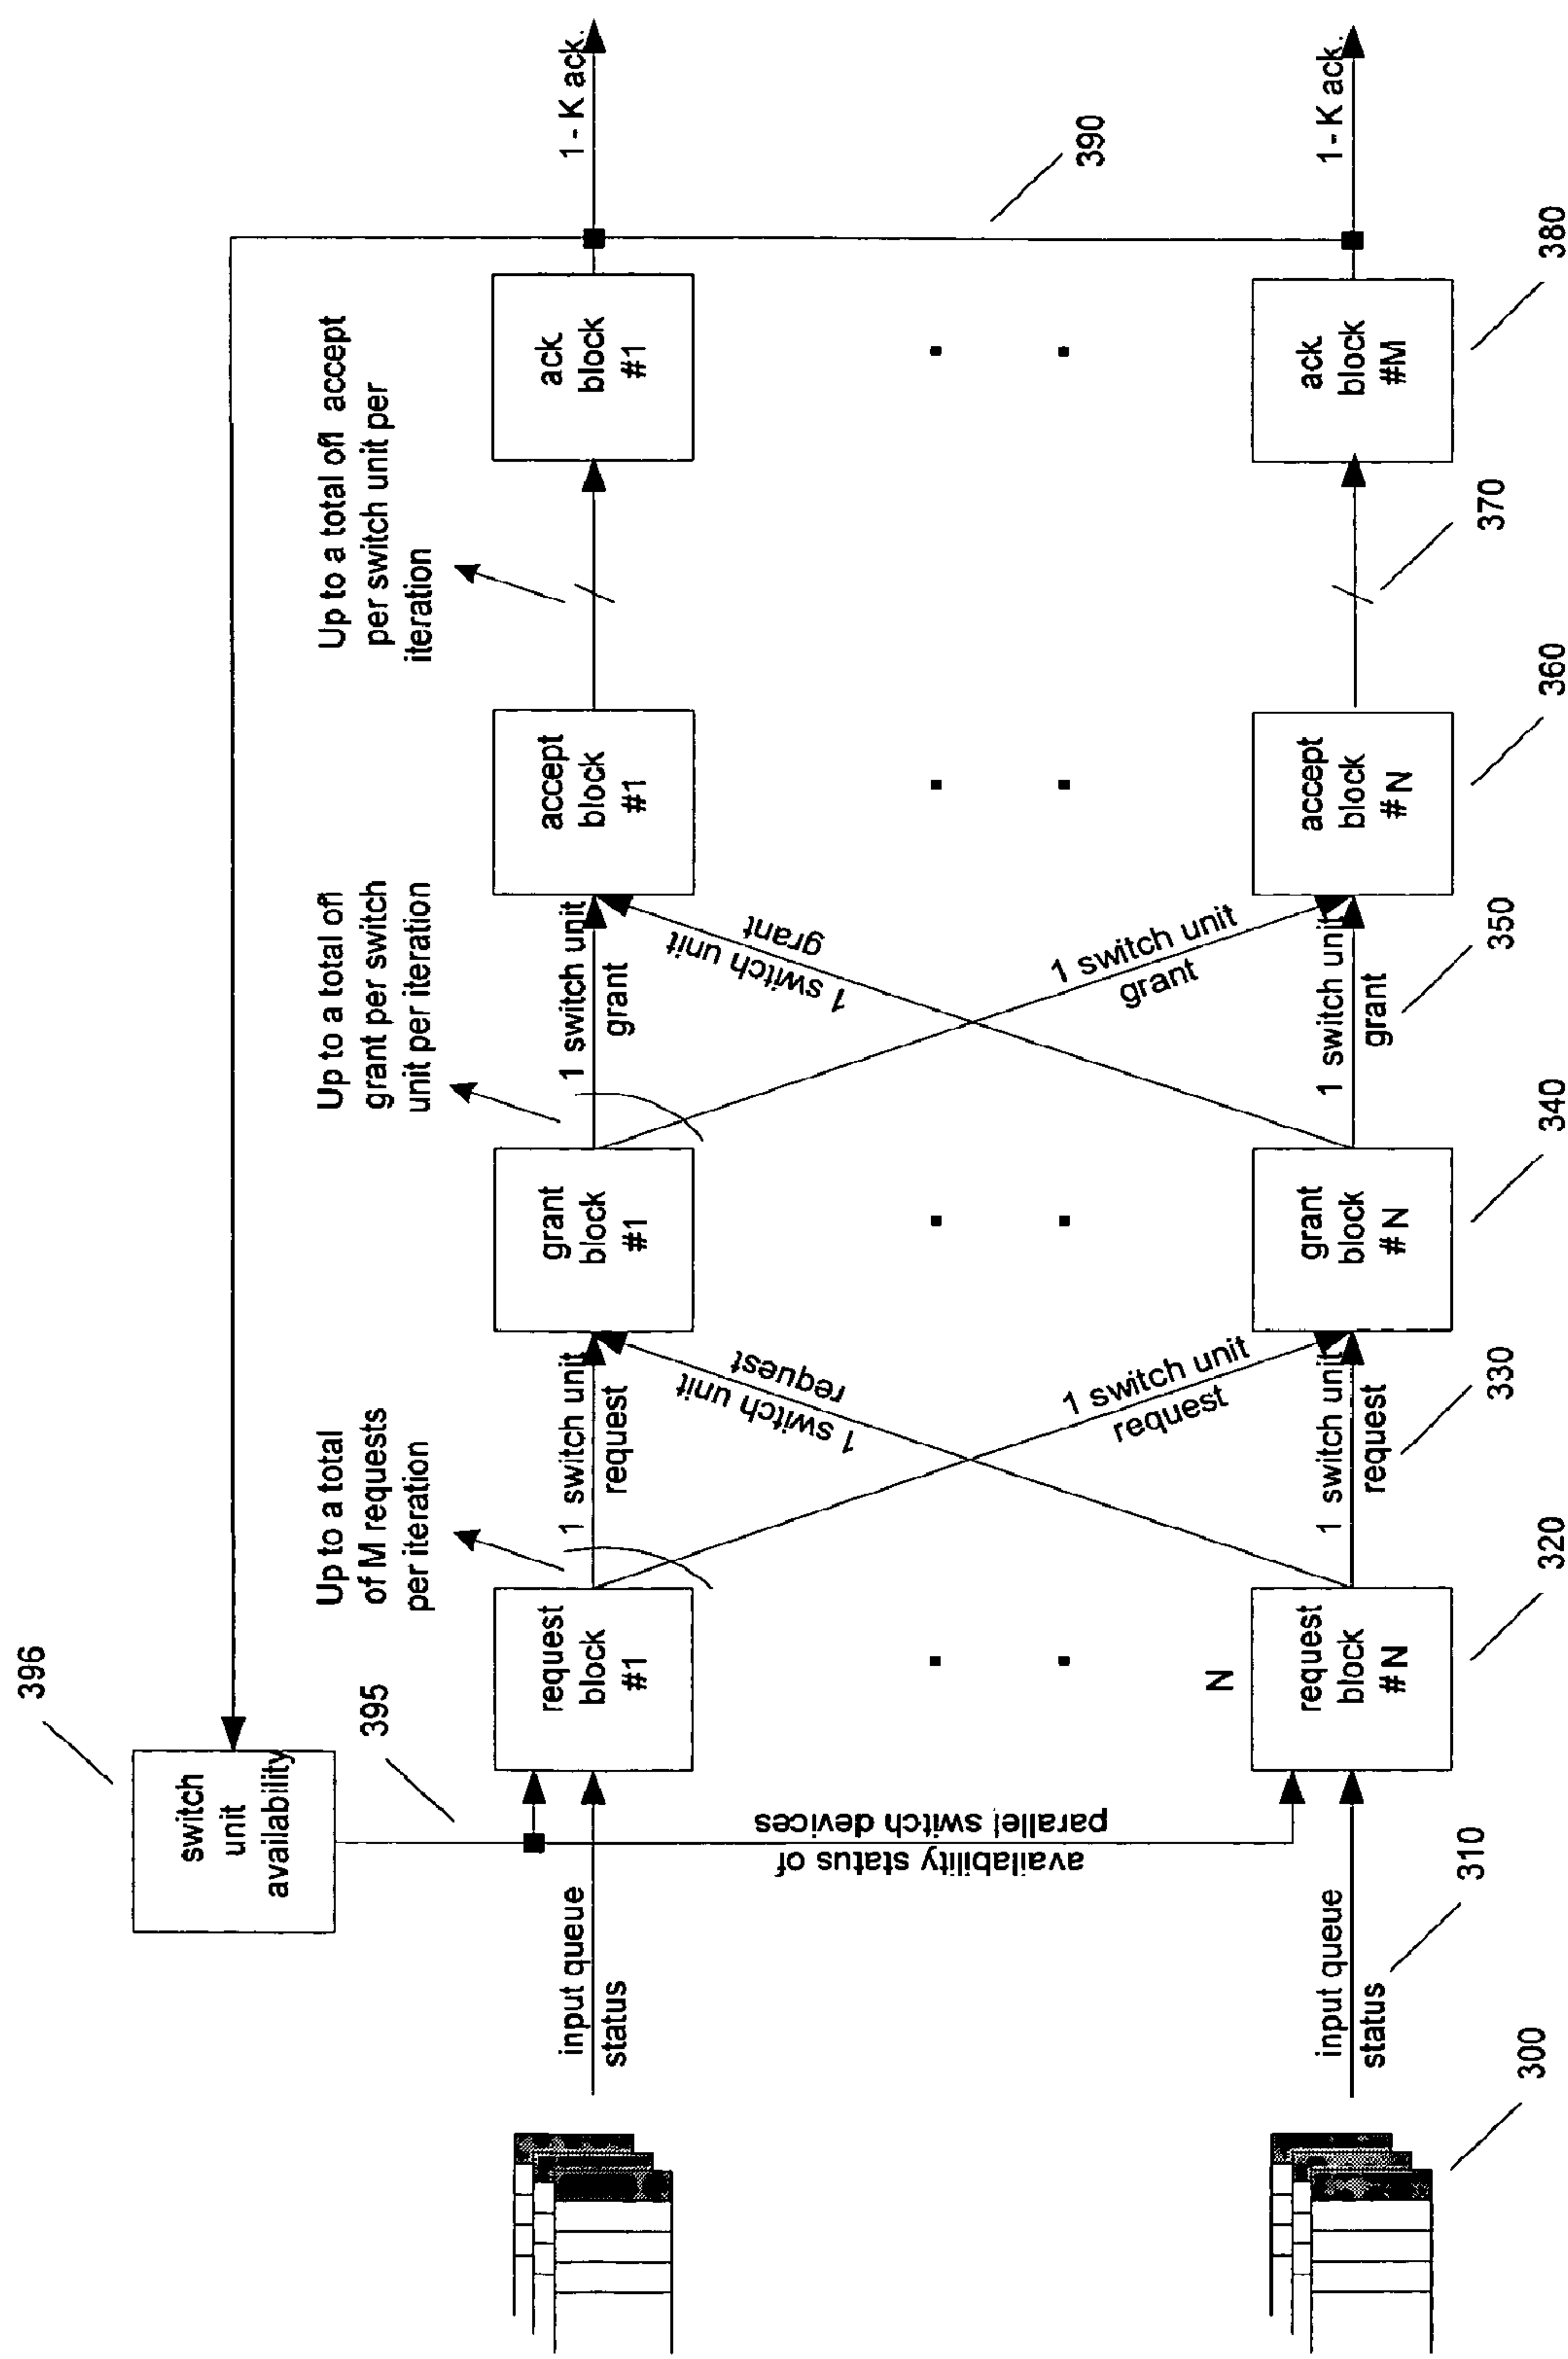 396
switch
unit
availability
395
Up to a total
of M requests
per iteration
Up to a total of1
grant per switch
unit per iteration
Up to a total of1 accept
per switch unit per
iteration
input queue
status
request
block
#1
1 switch unit
request
grant
block
#1
1 switch unit
grant
accept
block
#1
ack
block
#1
1 - K ack.
availability status of
parallel switch devices
1 switch unit
request
1 switch unit
request
1 switch unit
grant
1 switch unit
grant
390
N
input queue
status
request
block
# N
1 switch unit
request
grant
block
# N
1 switch unit
grant
accept
block
# N
ack
block
#M
1 - K ack.
300
310
320
330
340
350
360
370
380